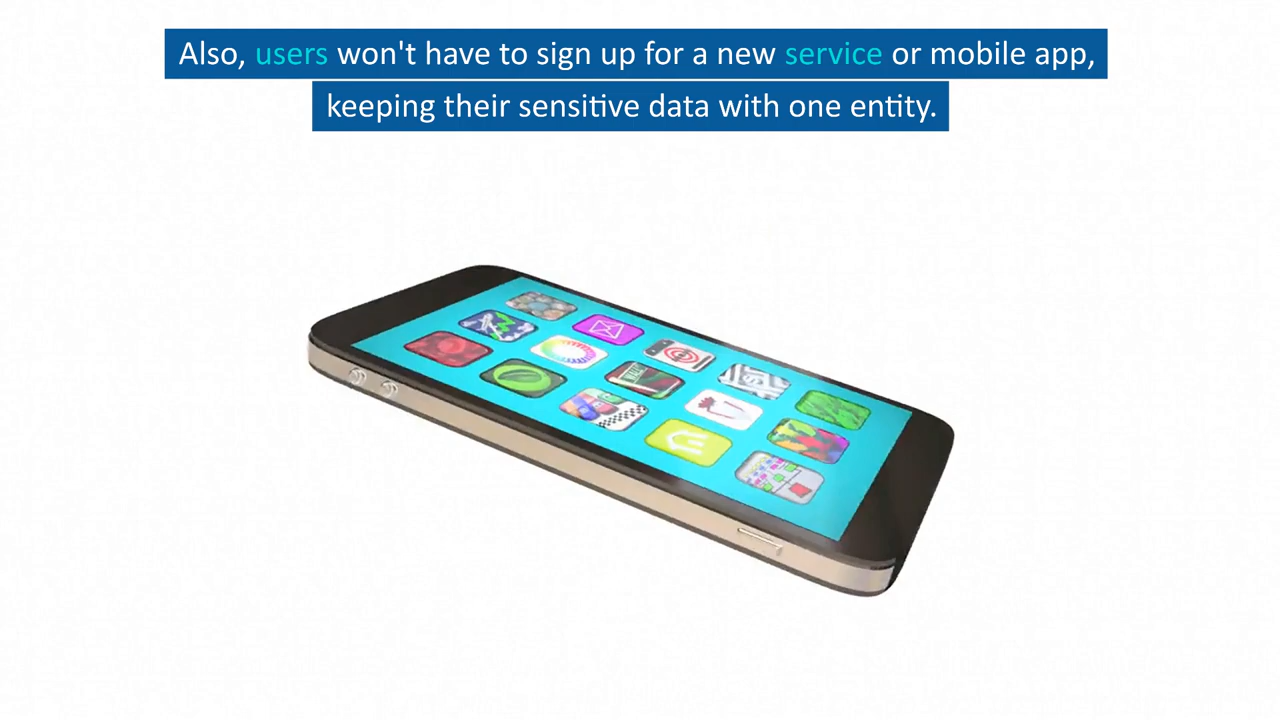 Also, users won't have to sign up for a new service or mobile app,
keeping their sensitive data with one entity.